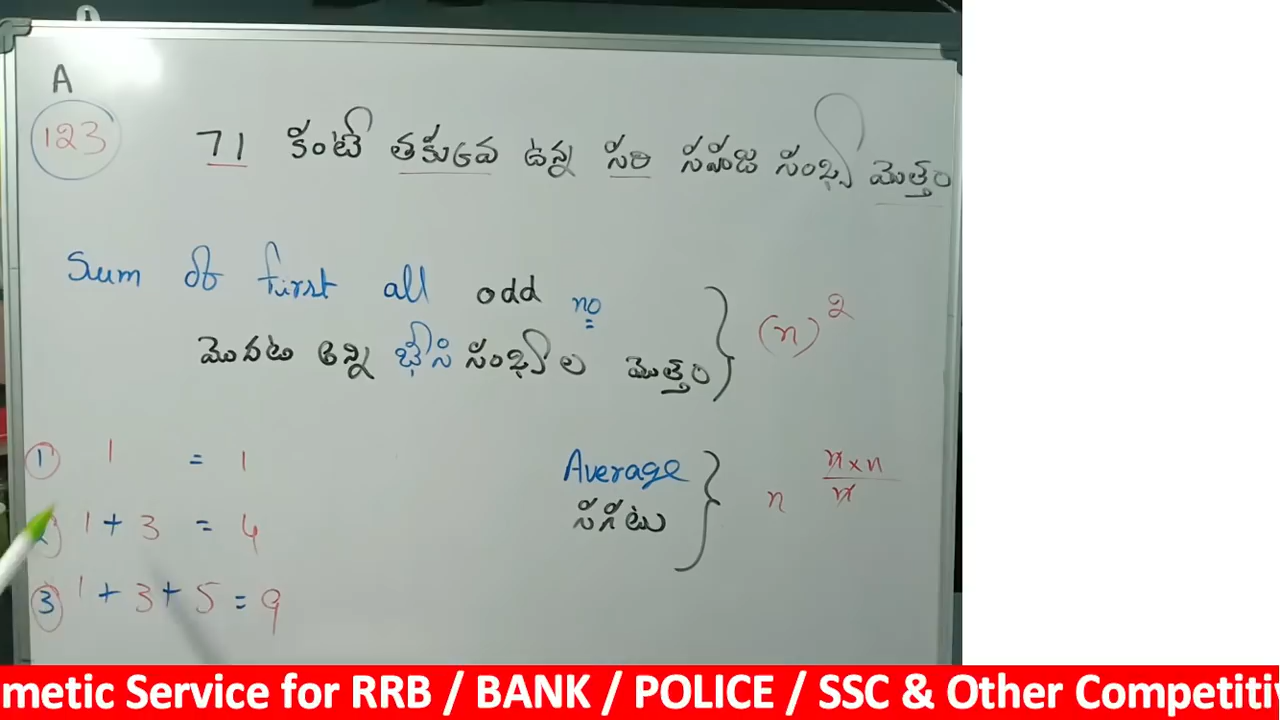 A
123
71 కంటే తకువ ఉన్న సరి సహజ సంఖ్య మొత్తం
Sum of first all odd no
మొదట అన్ని భేసి సంఖ్యల మొత్తం
(n)²
1 1 = 1
1 + 3 = 4
3 1 + 3 + 5 = 9
Average
సగటు
n
n×n
n
metic Service for RRB / BANK / POLICE / SSC & Other Competiti